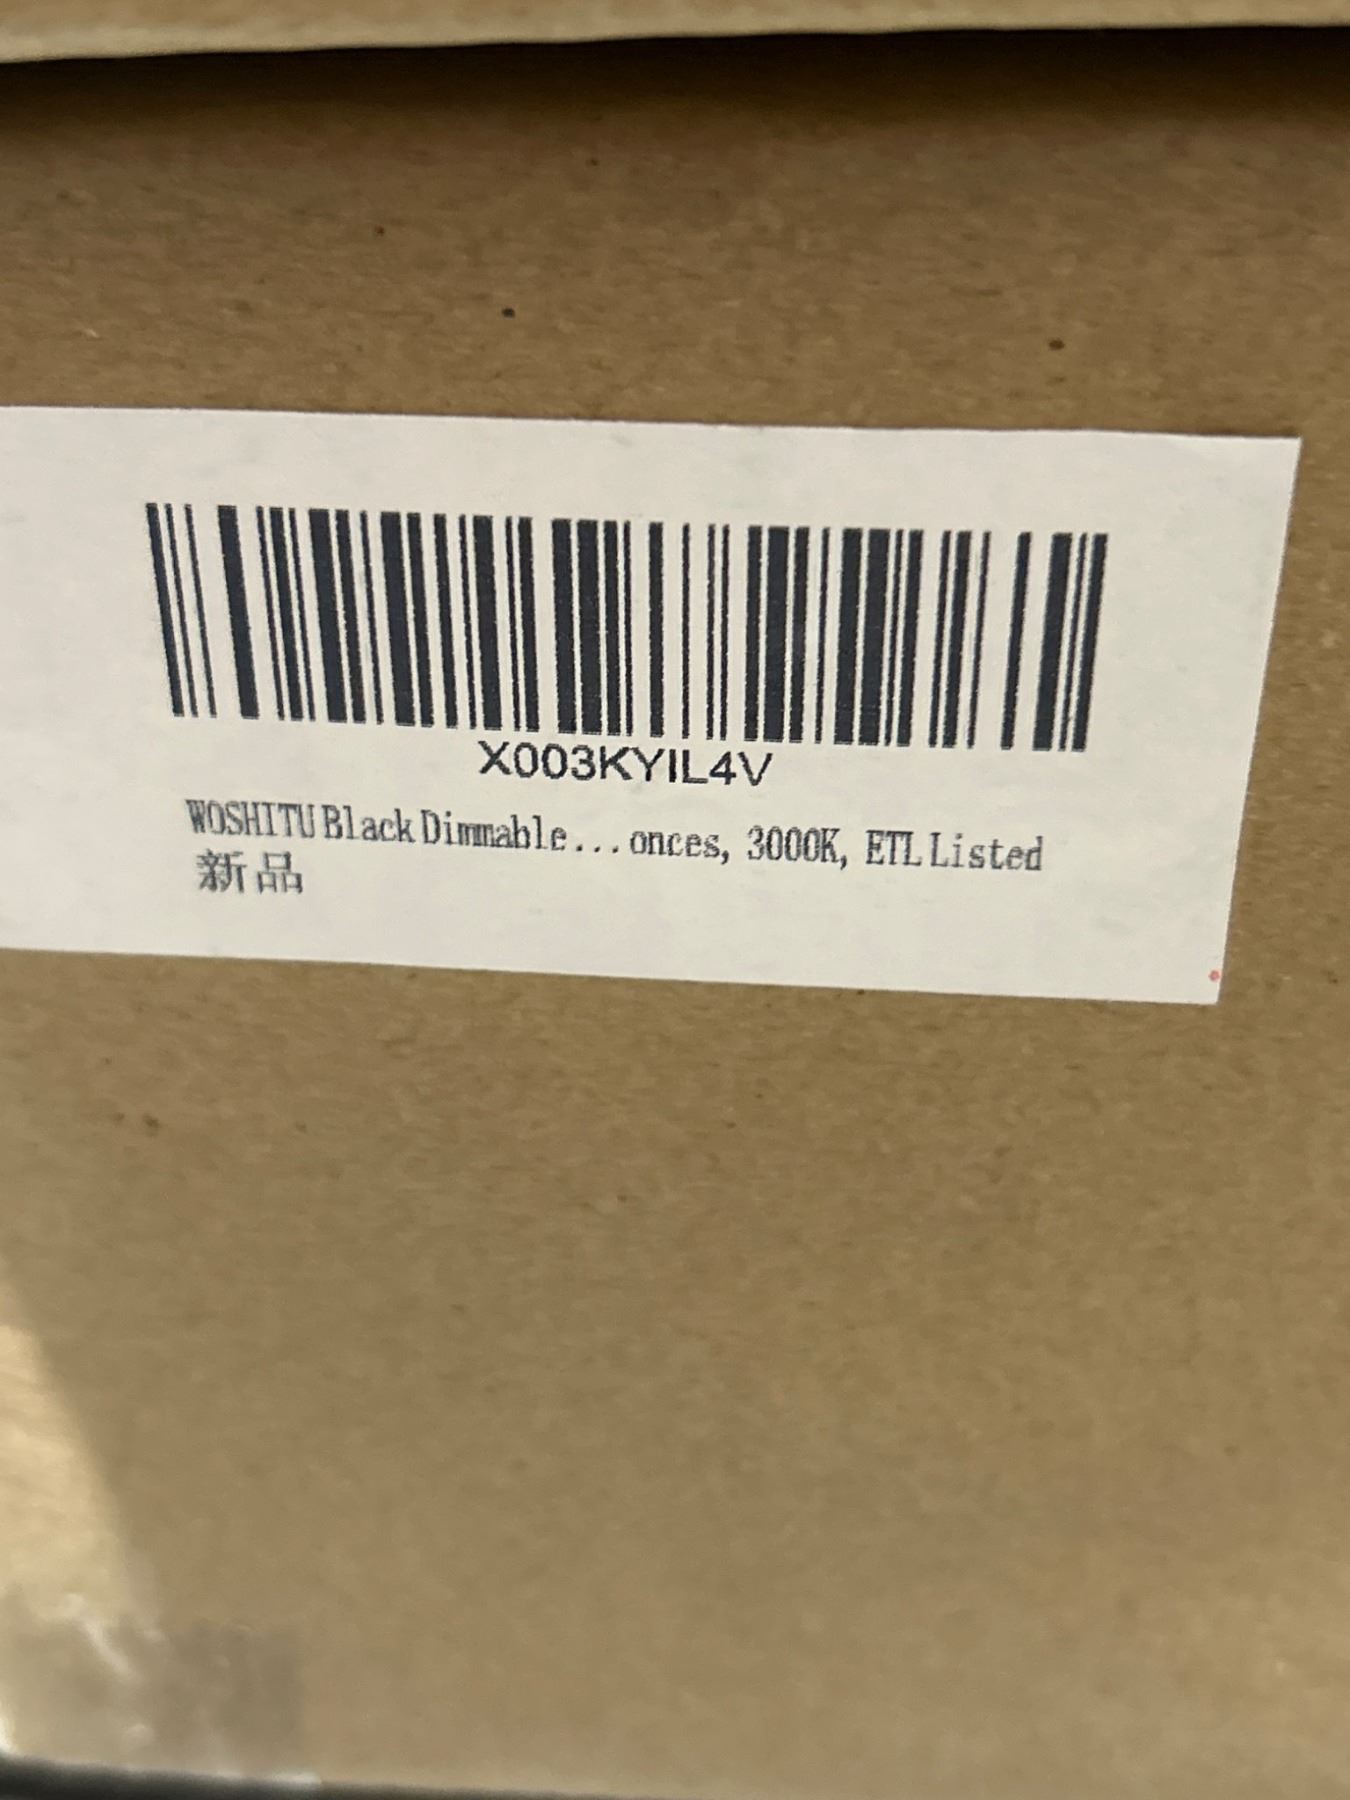 X003KYIL4V
WOSHITU Black Dimmable...onces, 3000K, ETL Listed
新品